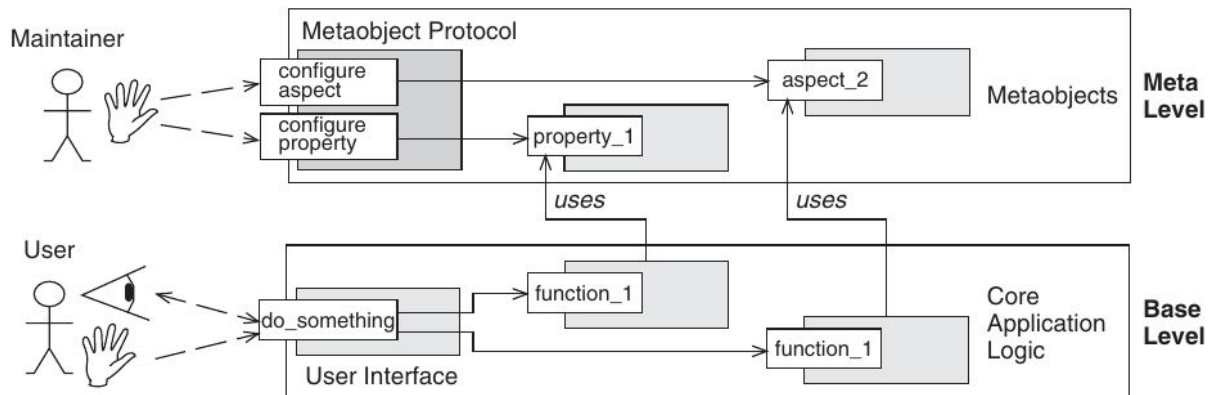 Maintainer
Metaobject Protocol
configure
aspect
aspect_2
Metaobjects
Meta
Level
configure
property
property_1
uses
uses
User
do_something
function_1
Core
Application
Logic
Base
Level
function_1
User Interface